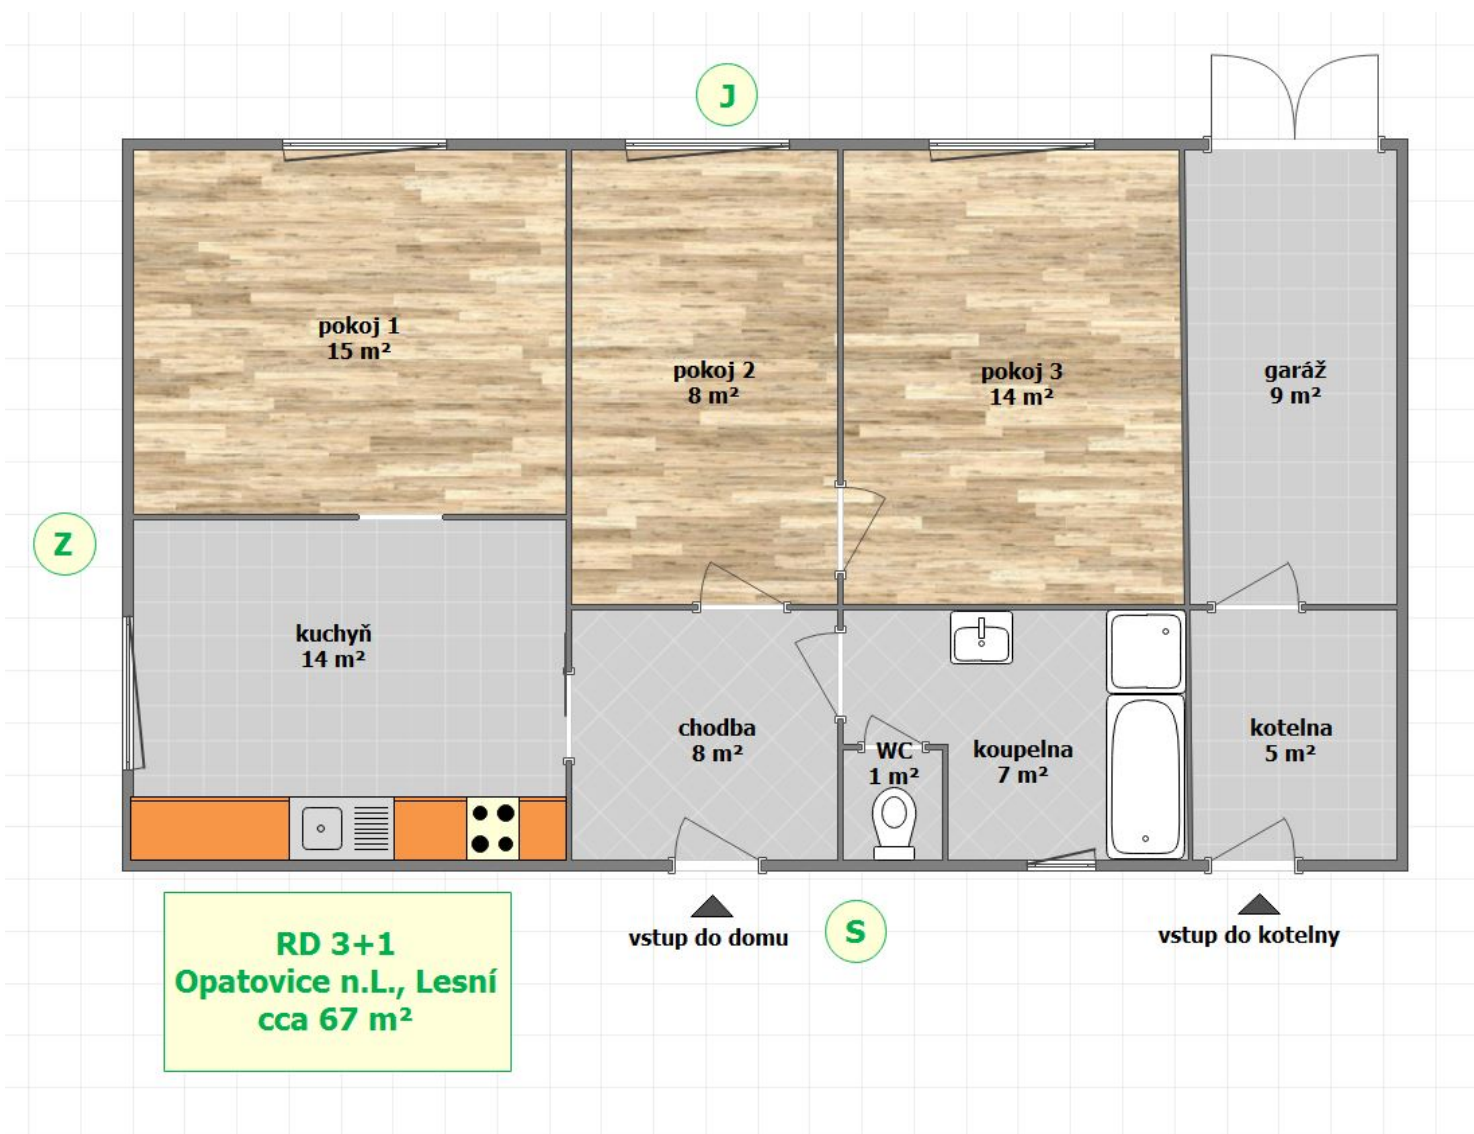 J
pokoj 1
15 m²
pokoj 2
8 m²
pokoj 3
14 m²
garáž
9 m²
Z
kuchyň
14 m²
chodba
8 m²
WC
1 m²
koupelna
7 m²
kotelna
5 m²
vstup do domu
S
vstup do kotelny
RD 3+1
Opatovice n.L., Lesní
cca 67 m²